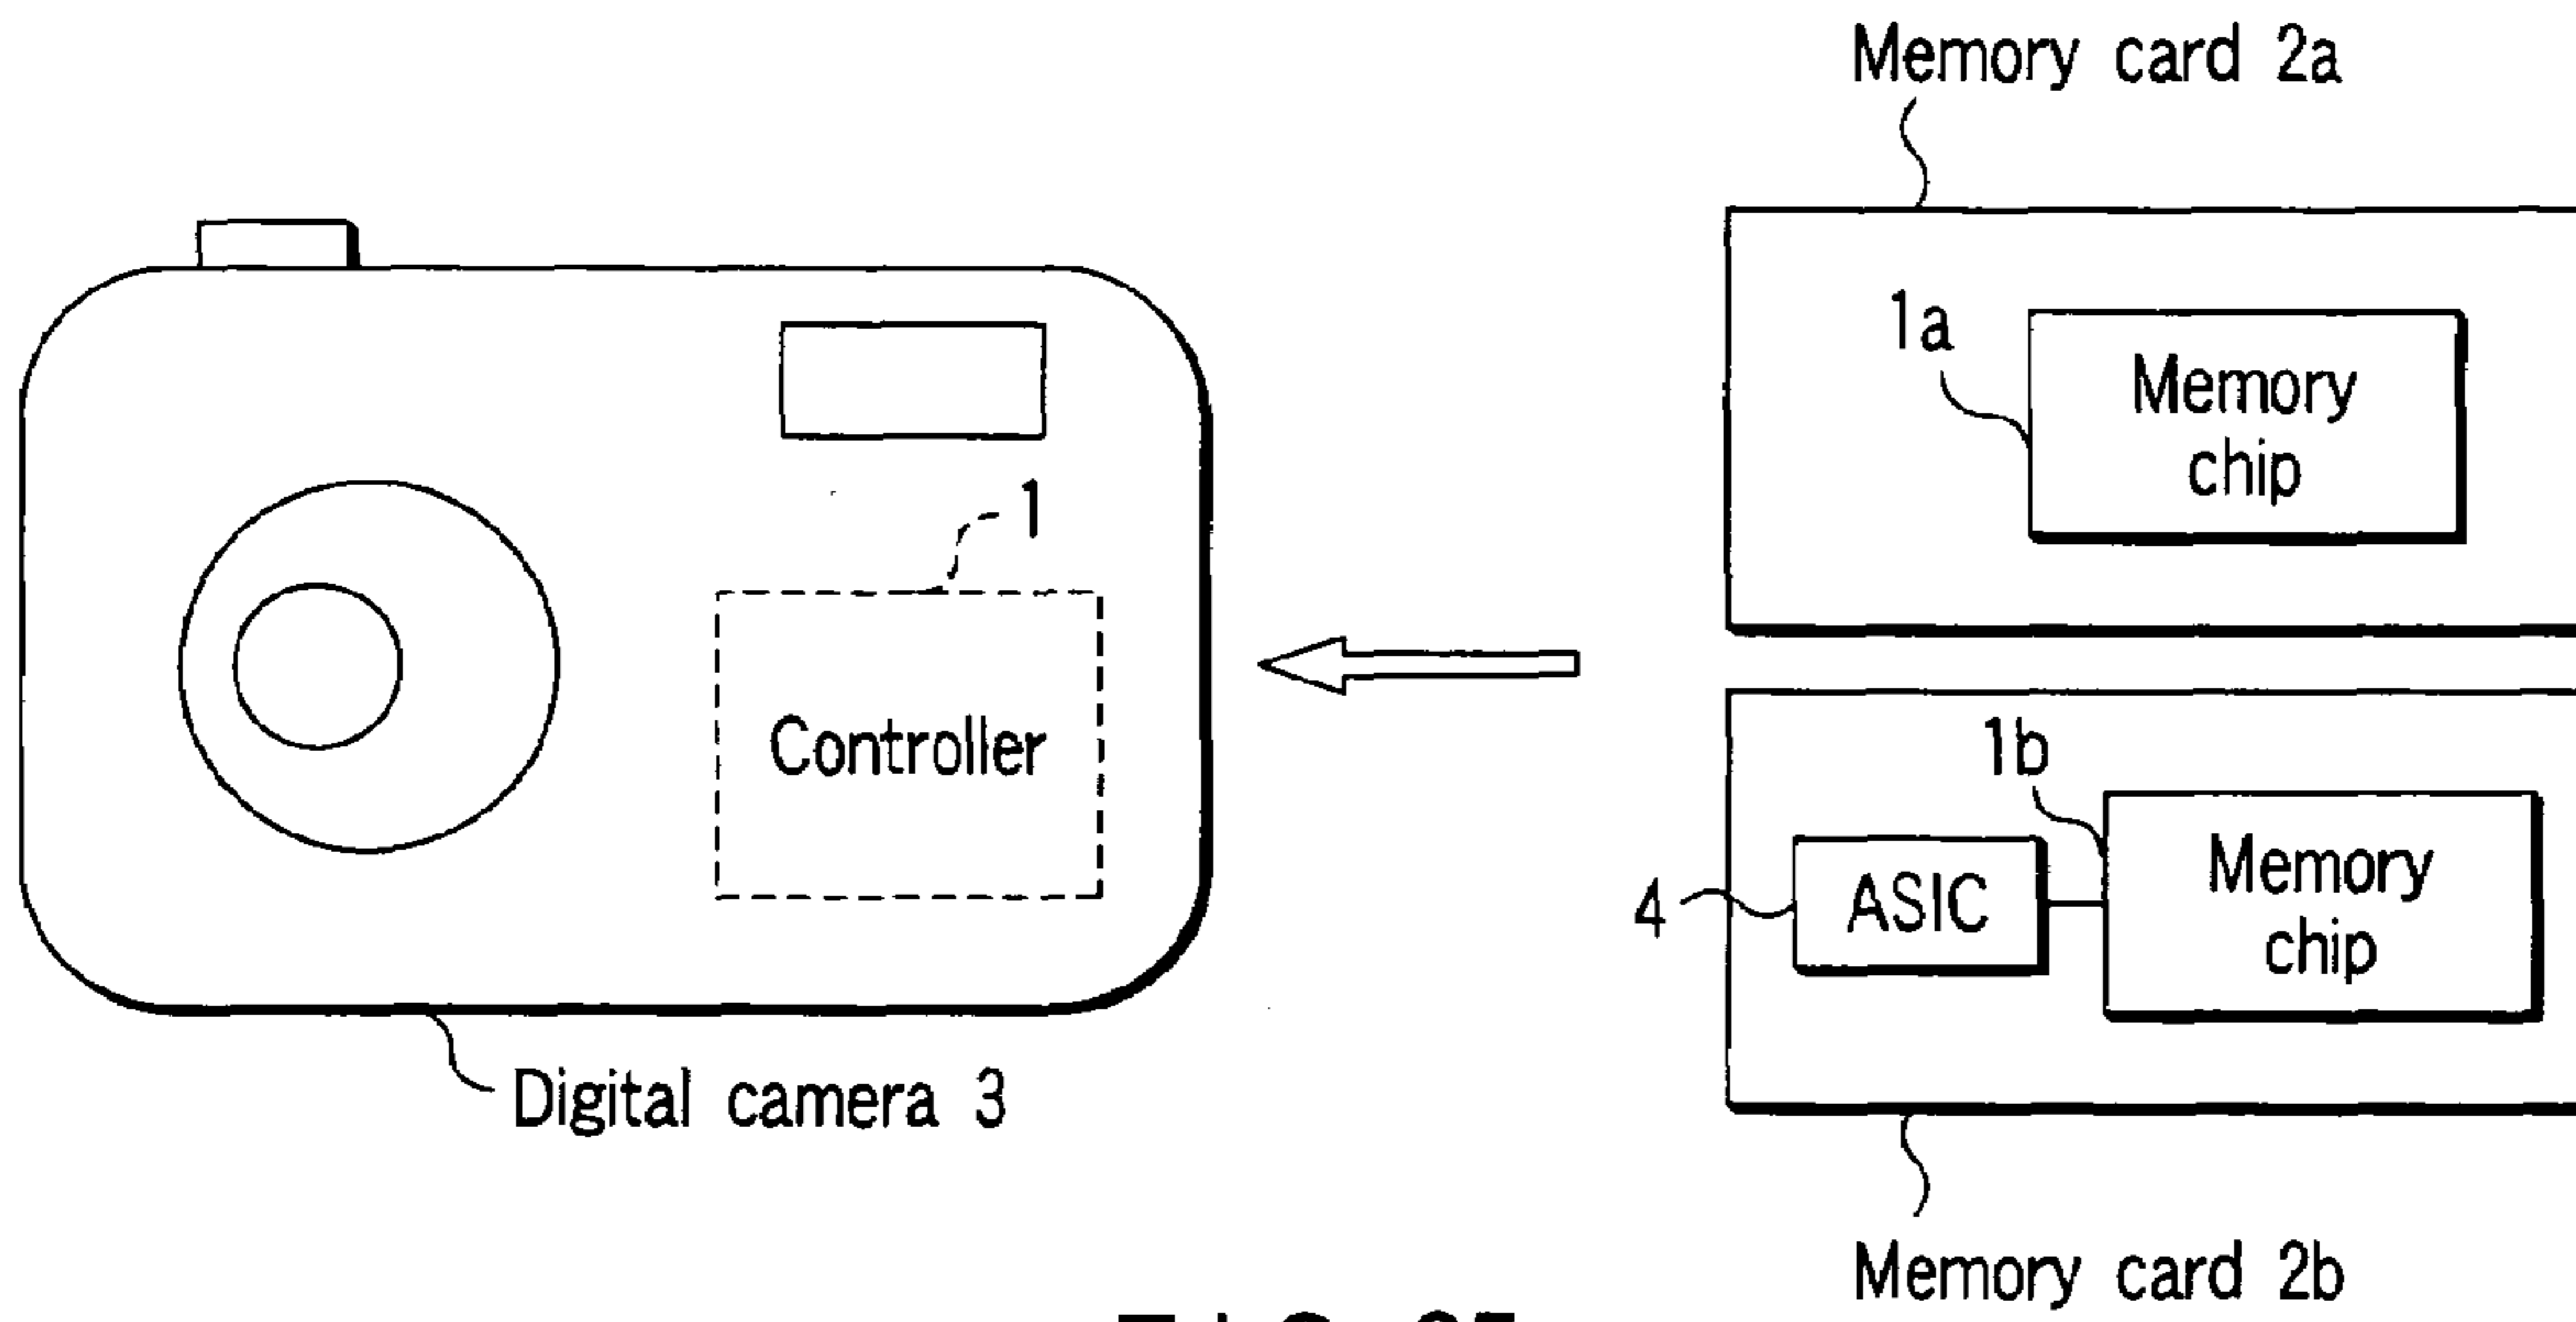 Memory card 2a
1a
Memory
chip
1
Controller
1b
4
ASIC
Memory
chip
Digital camera 3
Memory card 2b